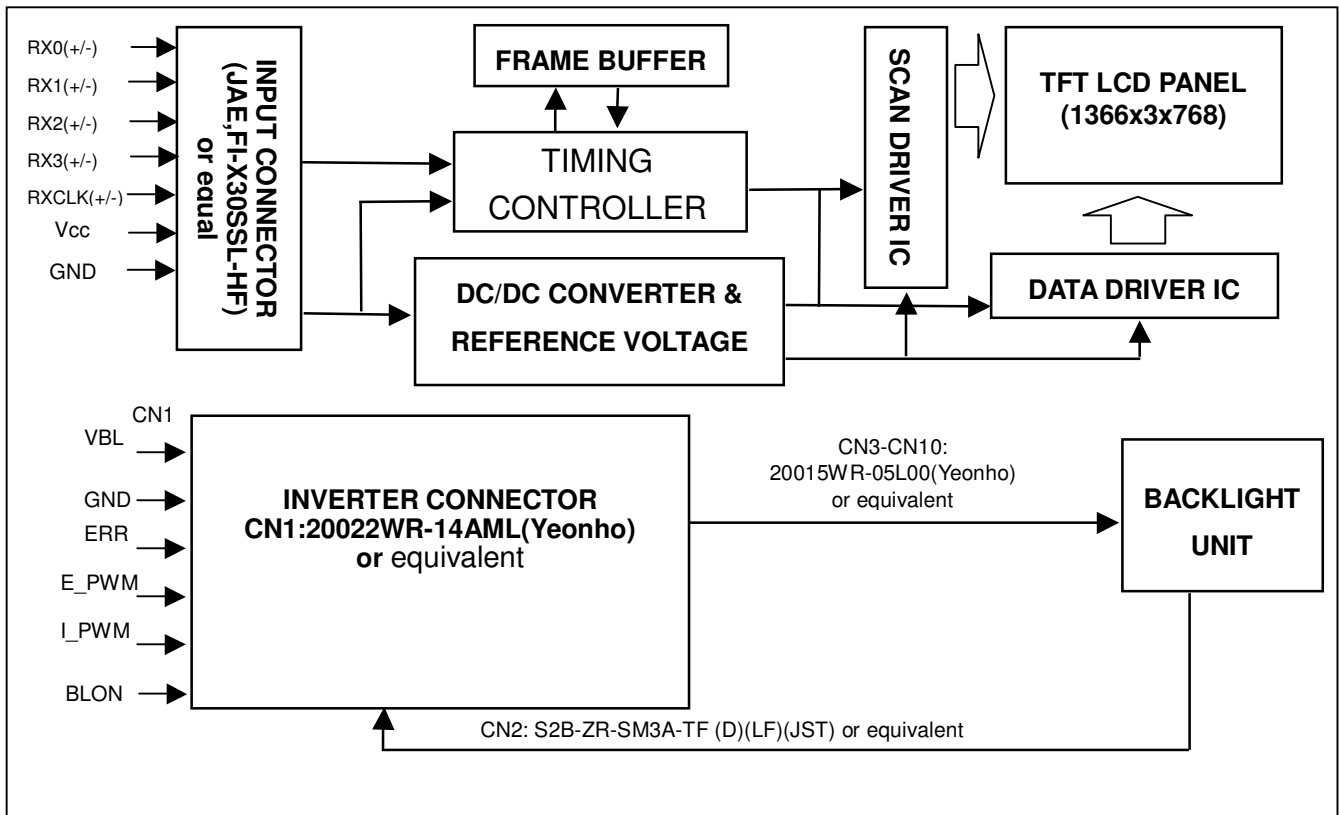 RX0(+/-)
RX1(+/-)
RX2(+/-)
RX3(+/-)
RXCLK(+/-)
Vcc
GND
INPUT CONNECTOR
(JAE,FI-X30SSL-HF)
or equal
FRAME BUFFER
TIMING
CONTROLLER
DC/DC CONVERTER &
REFERENCE VOLTAGE
SCAN DRIVER IC
TFT LCD PANEL
(1366x3x768)
DATA DRIVER IC
CN1
VBL
GND
ERR
E_PWM
I_PWM
BLON
INVERTER CONNECTOR
CN1:20022WR-14AML(Yeonho)
or equivalent
CN3-CN10:
20015WR-05L00(Yeonho)
or equivalent
BACKLIGHT
UNIT
CN2: S2B-ZR-SM3A-TF (D)(LF)(JST) or equivalent